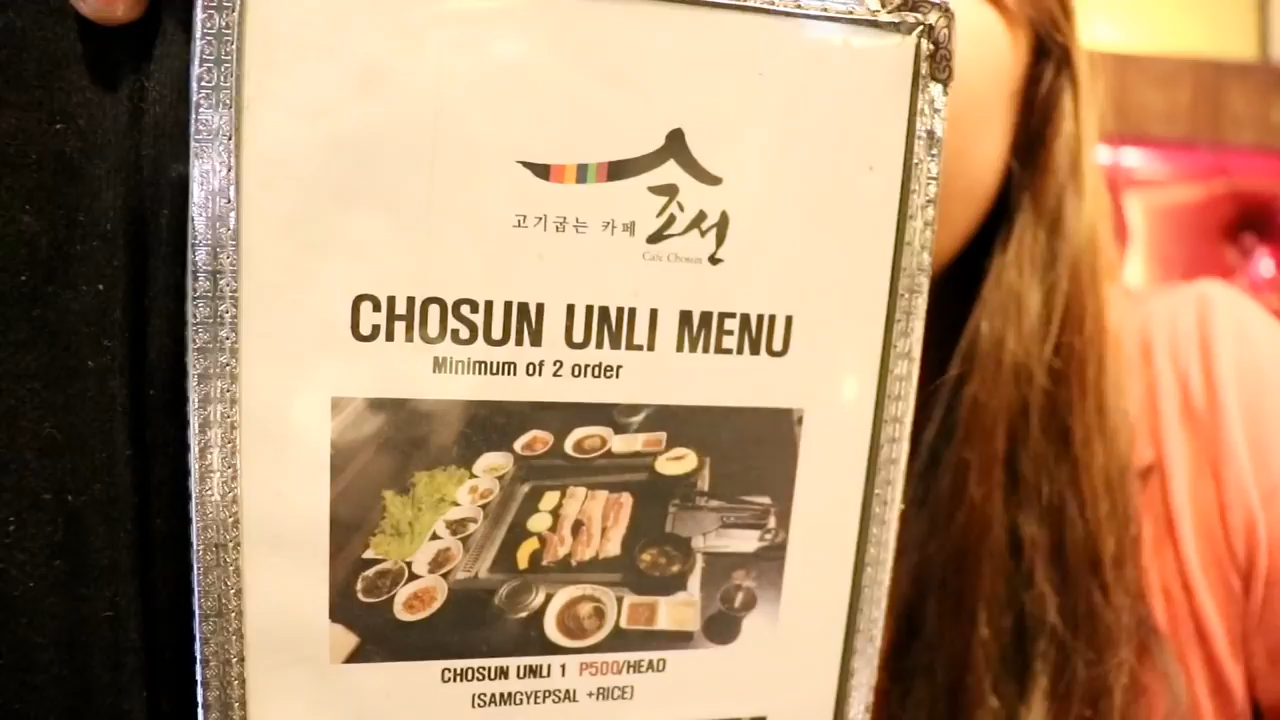 고기굽는 카페 조선
Cafe Chosun
CHOSUN UNLI MENU
Minimum of 2 order
CHOSUN UNLI 1 P500/HEAD
(SAMGYEPSAL +RICE)